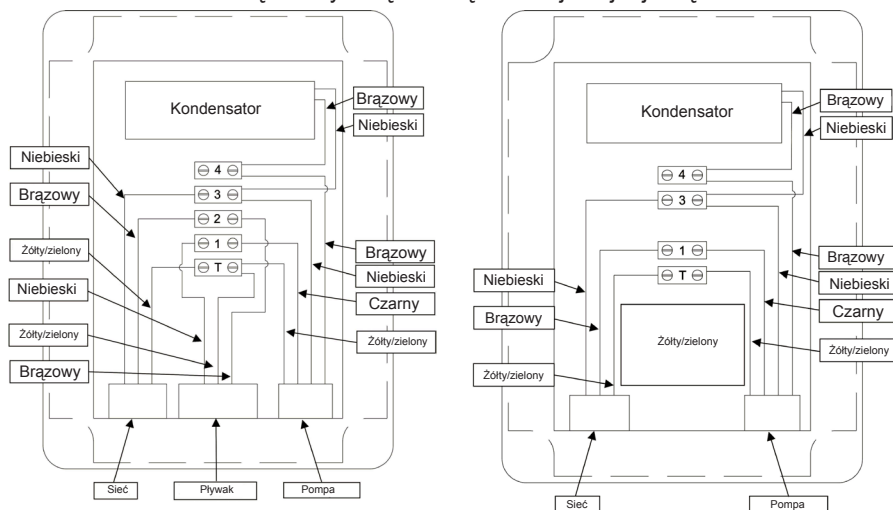 Kondensator
Brązowy
Niebieski
Niebieski
Brązowy
Żółty/zielony
Niebieski
Żółty/zielony
Brązowy
4
3
2
1
T
Brązowy
Niebieski
Czarny
Żółty/zielony
Sieć
Pływak
Pompa
Kondensator
Brązowy
Niebieski
4
3
1
T
Niebieski
Brązowy
Żółty/zielony
Żółty/zielony
Brązowy
Niebieski
Czarny
Żółty/zielony
Sieć
Pompa